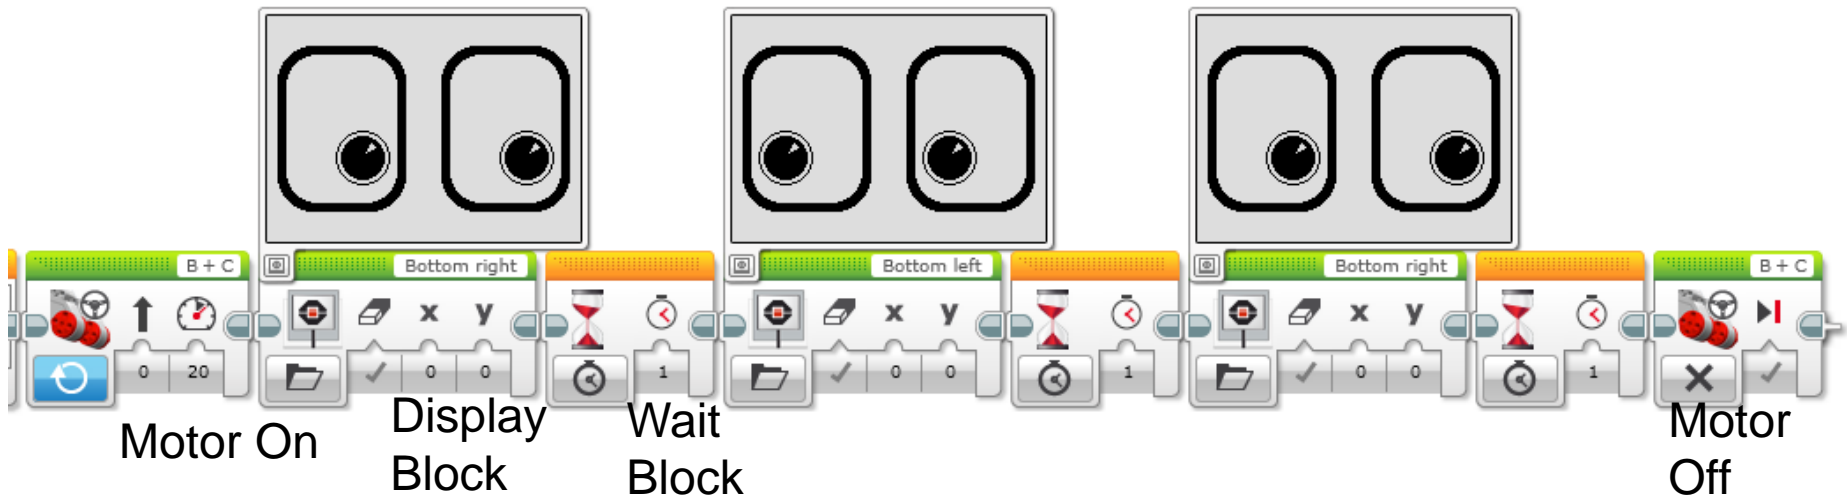 B + C
Bottom right
Bottom left
Bottom right
B + C
x y
x y
x y
0 20
0 0
1
0 0
1
0 0
1
Motor On
Display
Block
Wait
Block
Motor
Off